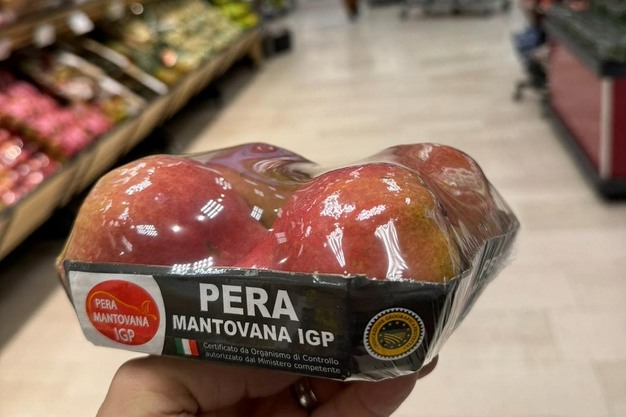 PERA
MANTOVANA
IGP
PERA
MANTOVANA IGP
Certificato da Organismo di Controllo
autorizzato dal Ministero competente